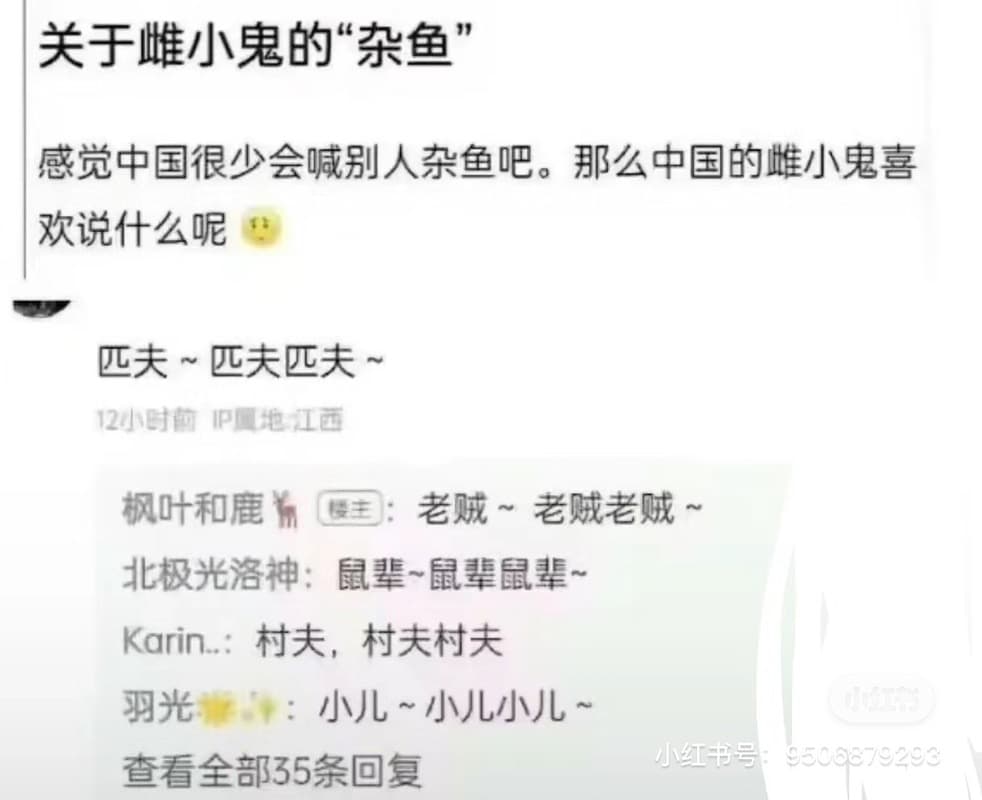 关于雌小鬼的“杂鱼”
感觉中国很少会喊别人杂鱼吧。那么中国的雌小鬼喜
欢说什么呢
匹夫~匹夫匹夫~
12小时前 IP属地:江西
枫叶和鹿 楼主: 老贼~ 老贼老贼~
北极光洛神: 鼠辈~鼠辈鼠辈~
Karin..: 村夫，村夫村夫
羽光: 小儿~小儿小儿~
查看全部35条回复
小红书
小红书号: 9506879293